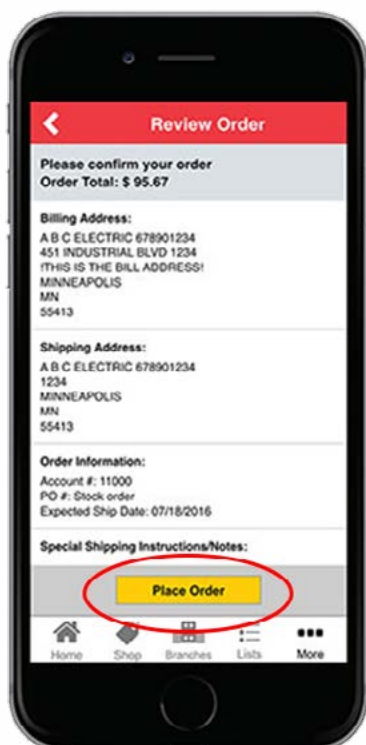 Review Order
Please confirm your order
Order Total: $ 95.67
Billing Address:
A B C ELECTRIC 678901234
451 INDUSTRIAL BLVD 1234
!THIS IS THE BILL ADDRESS!
MINNEAPOLIS
MN
55413
Shipping Address:
A B C ELECTRIC 678901234
1234
MINNEAPOLIS
MN
55413
Order Information:
Account #: 11000
PO #: Stock order
Expected Ship Date: 07/18/2016
Special Shipping Instructions/Notes:
Place Order
Home Shop Branches Lists More